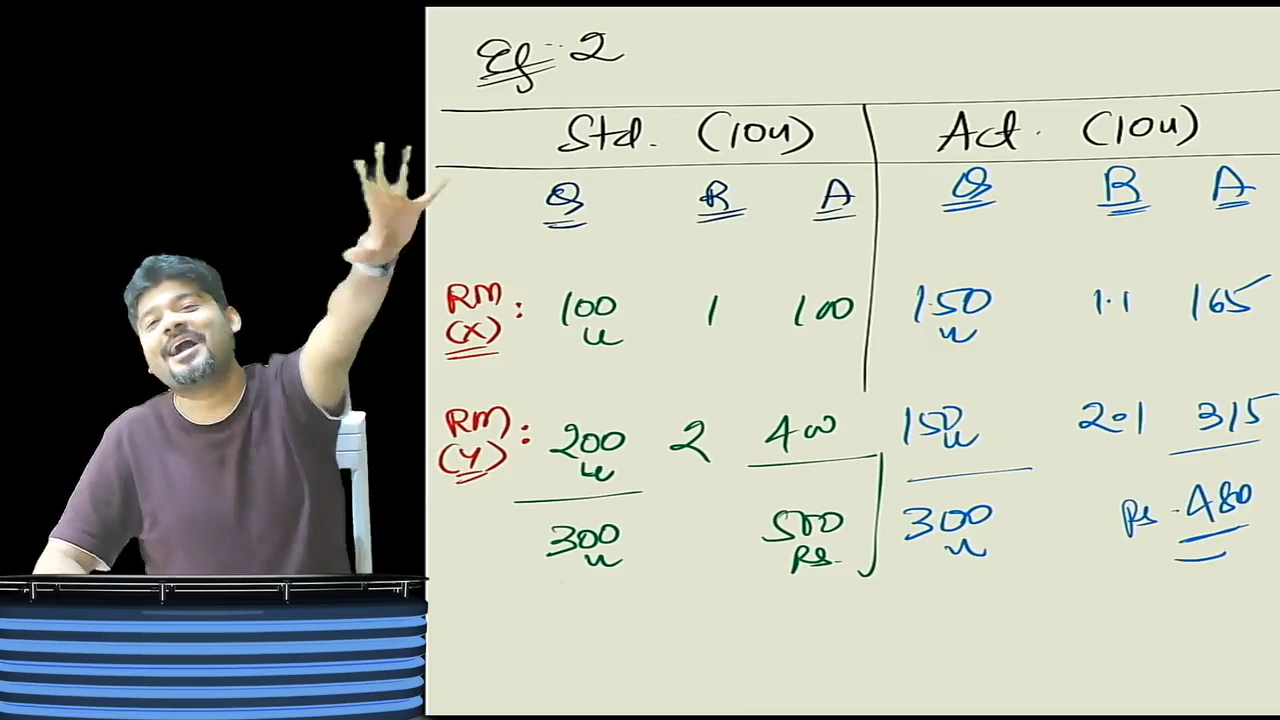 Eg:- 2
Std. (10u) Act. (10u)
Q R A Q R A
RM (X) : 100 u 1 100 150 u 1.1 165
RM (Y) : 200 u 2 400 150 u 2.1 315
300 u 500 Rs. 300 u Rs. 480